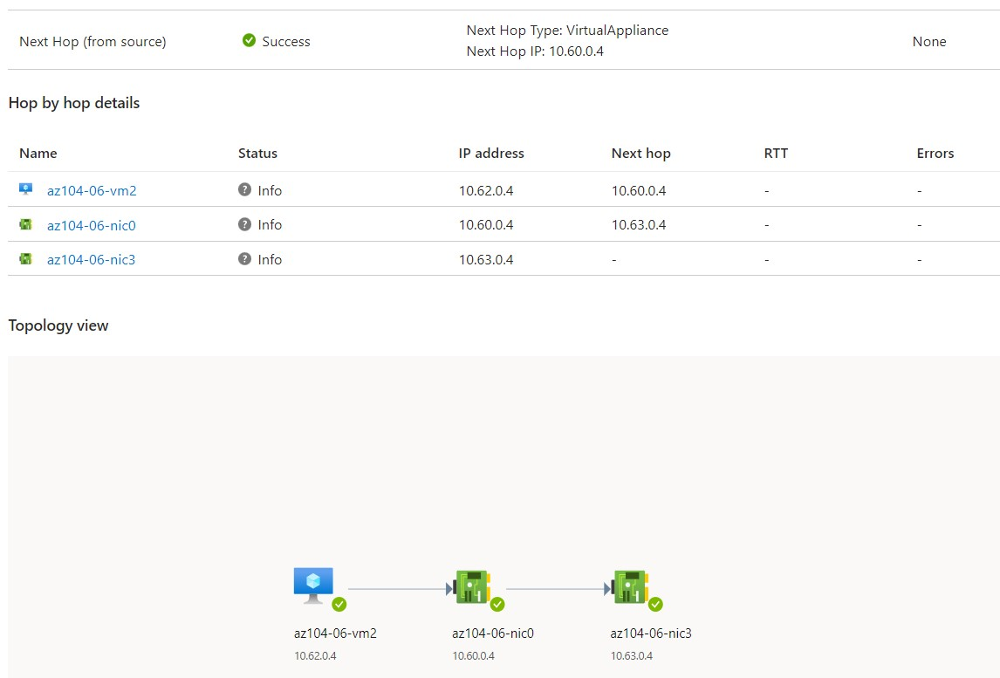 Next Hop (from source) Success Next Hop Type: VirtualAppliance None
Next Hop IP: 10.60.0.4
Hop by hop details
Name Status IP address Next hop RTT Errors
az104-06-vm2 ? Info 10.62.0.4 10.60.0.4 - -
az104-06-nic0 ? Info 10.60.0.4 10.63.0.4 - -
az104-06-nic3 ? Info 10.63.0.4 - - -
Topology view
az104-06-vm2 az104-06-nic0 az104-06-nic3
10.62.0.4 10.60.0.4 10.63.0.4